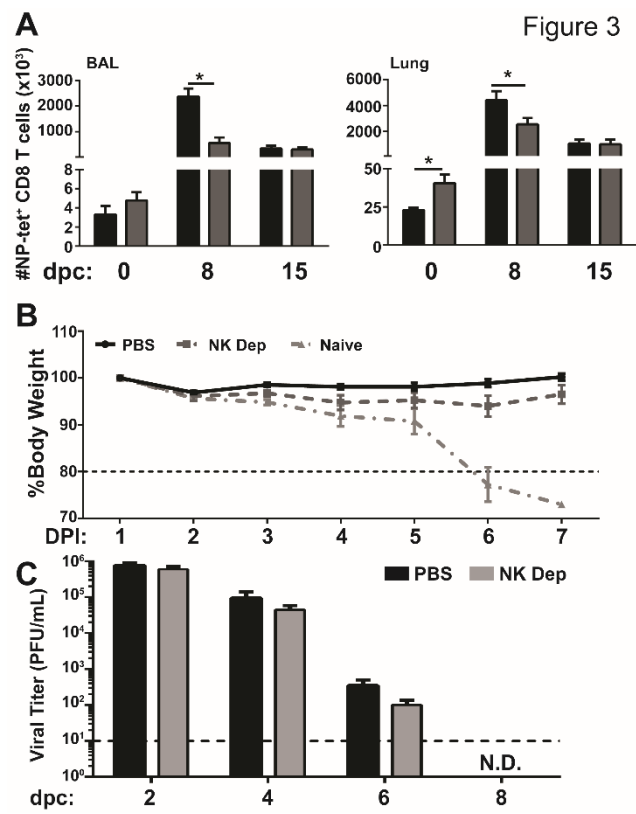 A
Figure 3
#NP-tet⁺ CD8 T cells (x10³)
BAL
3000
2000
1000
8
6
4
2
0
*
Lung
6000
4000
2000
50
25
0
*
*
dpc: 0 8 15 0 8 15
B
%Body Weight
110
100
90
80
70
PBS NK Dep Naive
DPI: 1 2 3 4 5 6 7
C
Viral Titer (PFU/mL)
10⁶
10⁵
10⁴
10³
10²
10¹
10⁰
PBS NK Dep
N.D.
dpc: 2 4 6 8